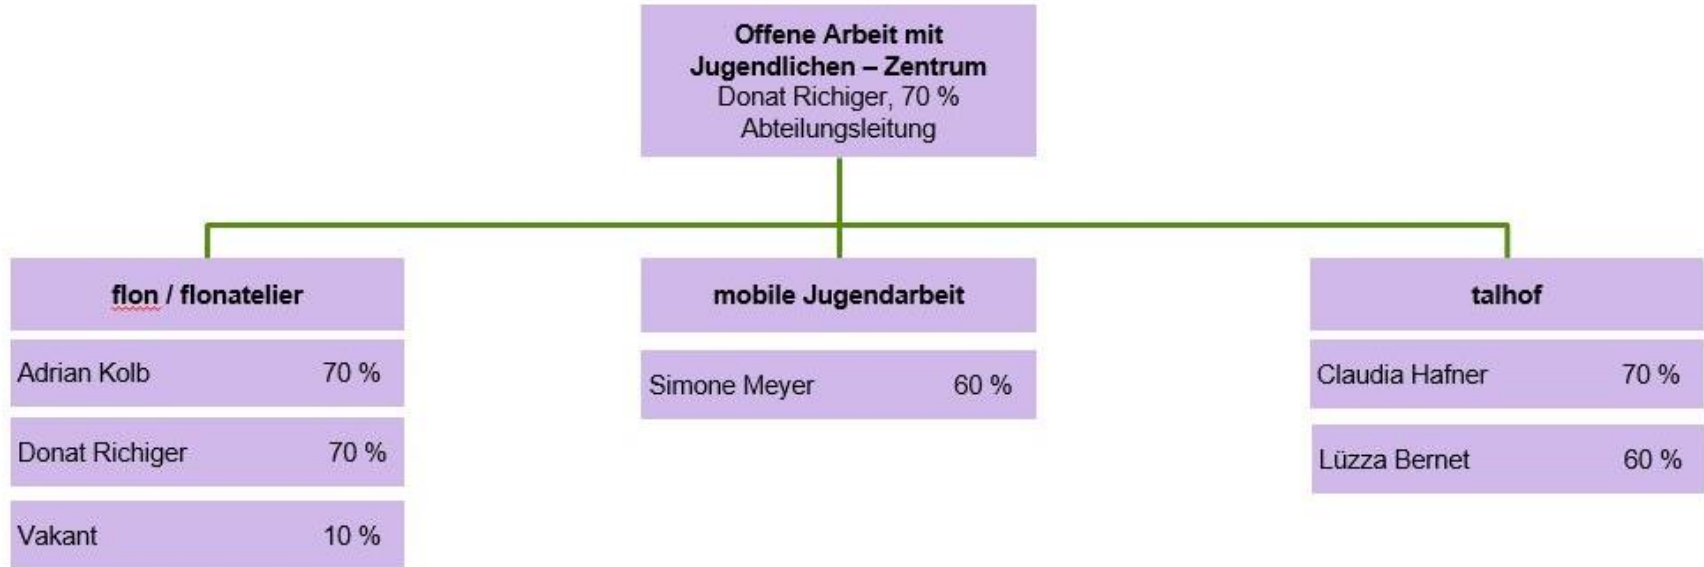 Offene Arbeit mit
Jugendlichen – Zentrum
Donat Richiger, 70 %
Abteilungsleitung
flon / flonatelier
Adrian Kolb 70 %
Donat Richiger 70 %
Vakant 10 %
mobile Jugendarbeit
Simone Meyer 60 %
talhof
Claudia Hafner 70 %
Lüzza Bernet 60 %